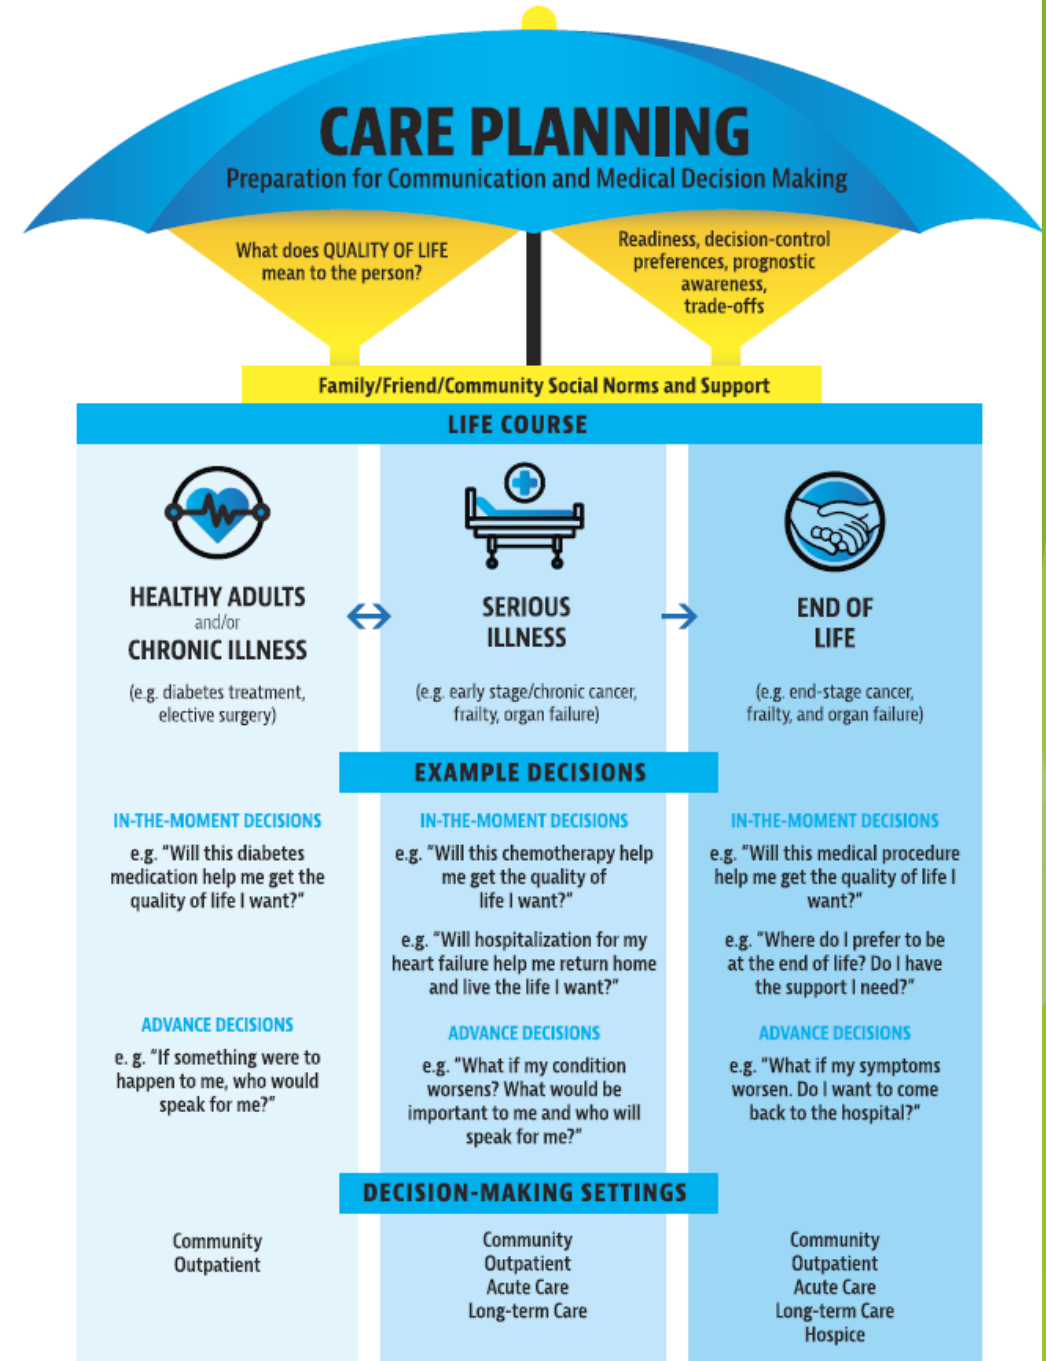 CARE PLANNING
Preparation for Communication and Medical Decision Making
What does QUALITY OF LIFE
mean to the person?
Readiness, decision-control
preferences, prognostic
awareness,
trade-offs
Family/Friend/Community Social Norms and Support
LIFE COURSE
HEALTHY ADULTS
and/or
CHRONIC ILLNESS
(e.g. diabetes treatment,
elective surgery)
SERIOUS
ILLNESS
(e.g. early stage/chronic cancer,
frailty, organ failure)
END OF
LIFE
(e.g. end-stage cancer,
frailty, and organ failure)
EXAMPLE DECISIONS
IN-THE-MOMENT DECISIONS
e.g. "Will this diabetes
medication help me get the
quality of life I want?"
ADVANCE DECISIONS
e. g. "If something were to
happen to me, who would
speak for me?"
IN-THE-MOMENT DECISIONS
e.g. "Will this chemotherapy help
me get the quality of
life I want?"
e.g. "Will hospitalization for my
heart failure help me return home
and live the life I want?"
ADVANCE DECISIONS
e.g. "What if my condition
worsens? What would be
important to me and who will
speak for me?"
IN-THE-MOMENT DECISIONS
e.g. "Will this medical procedure
help me get the quality of life I
want?"
e.g. "Where do I prefer to be
at the end of life? Do I have
the support I need?"
ADVANCE DECISIONS
e.g. "What if my symptoms
worsen. Do I want to come
back to the hospital?"
DECISION-MAKING SETTINGS
Community
Outpatient
Community
Outpatient
Acute Care
Long-term Care
Community
Outpatient
Acute Care
Long-term Care
Hospice